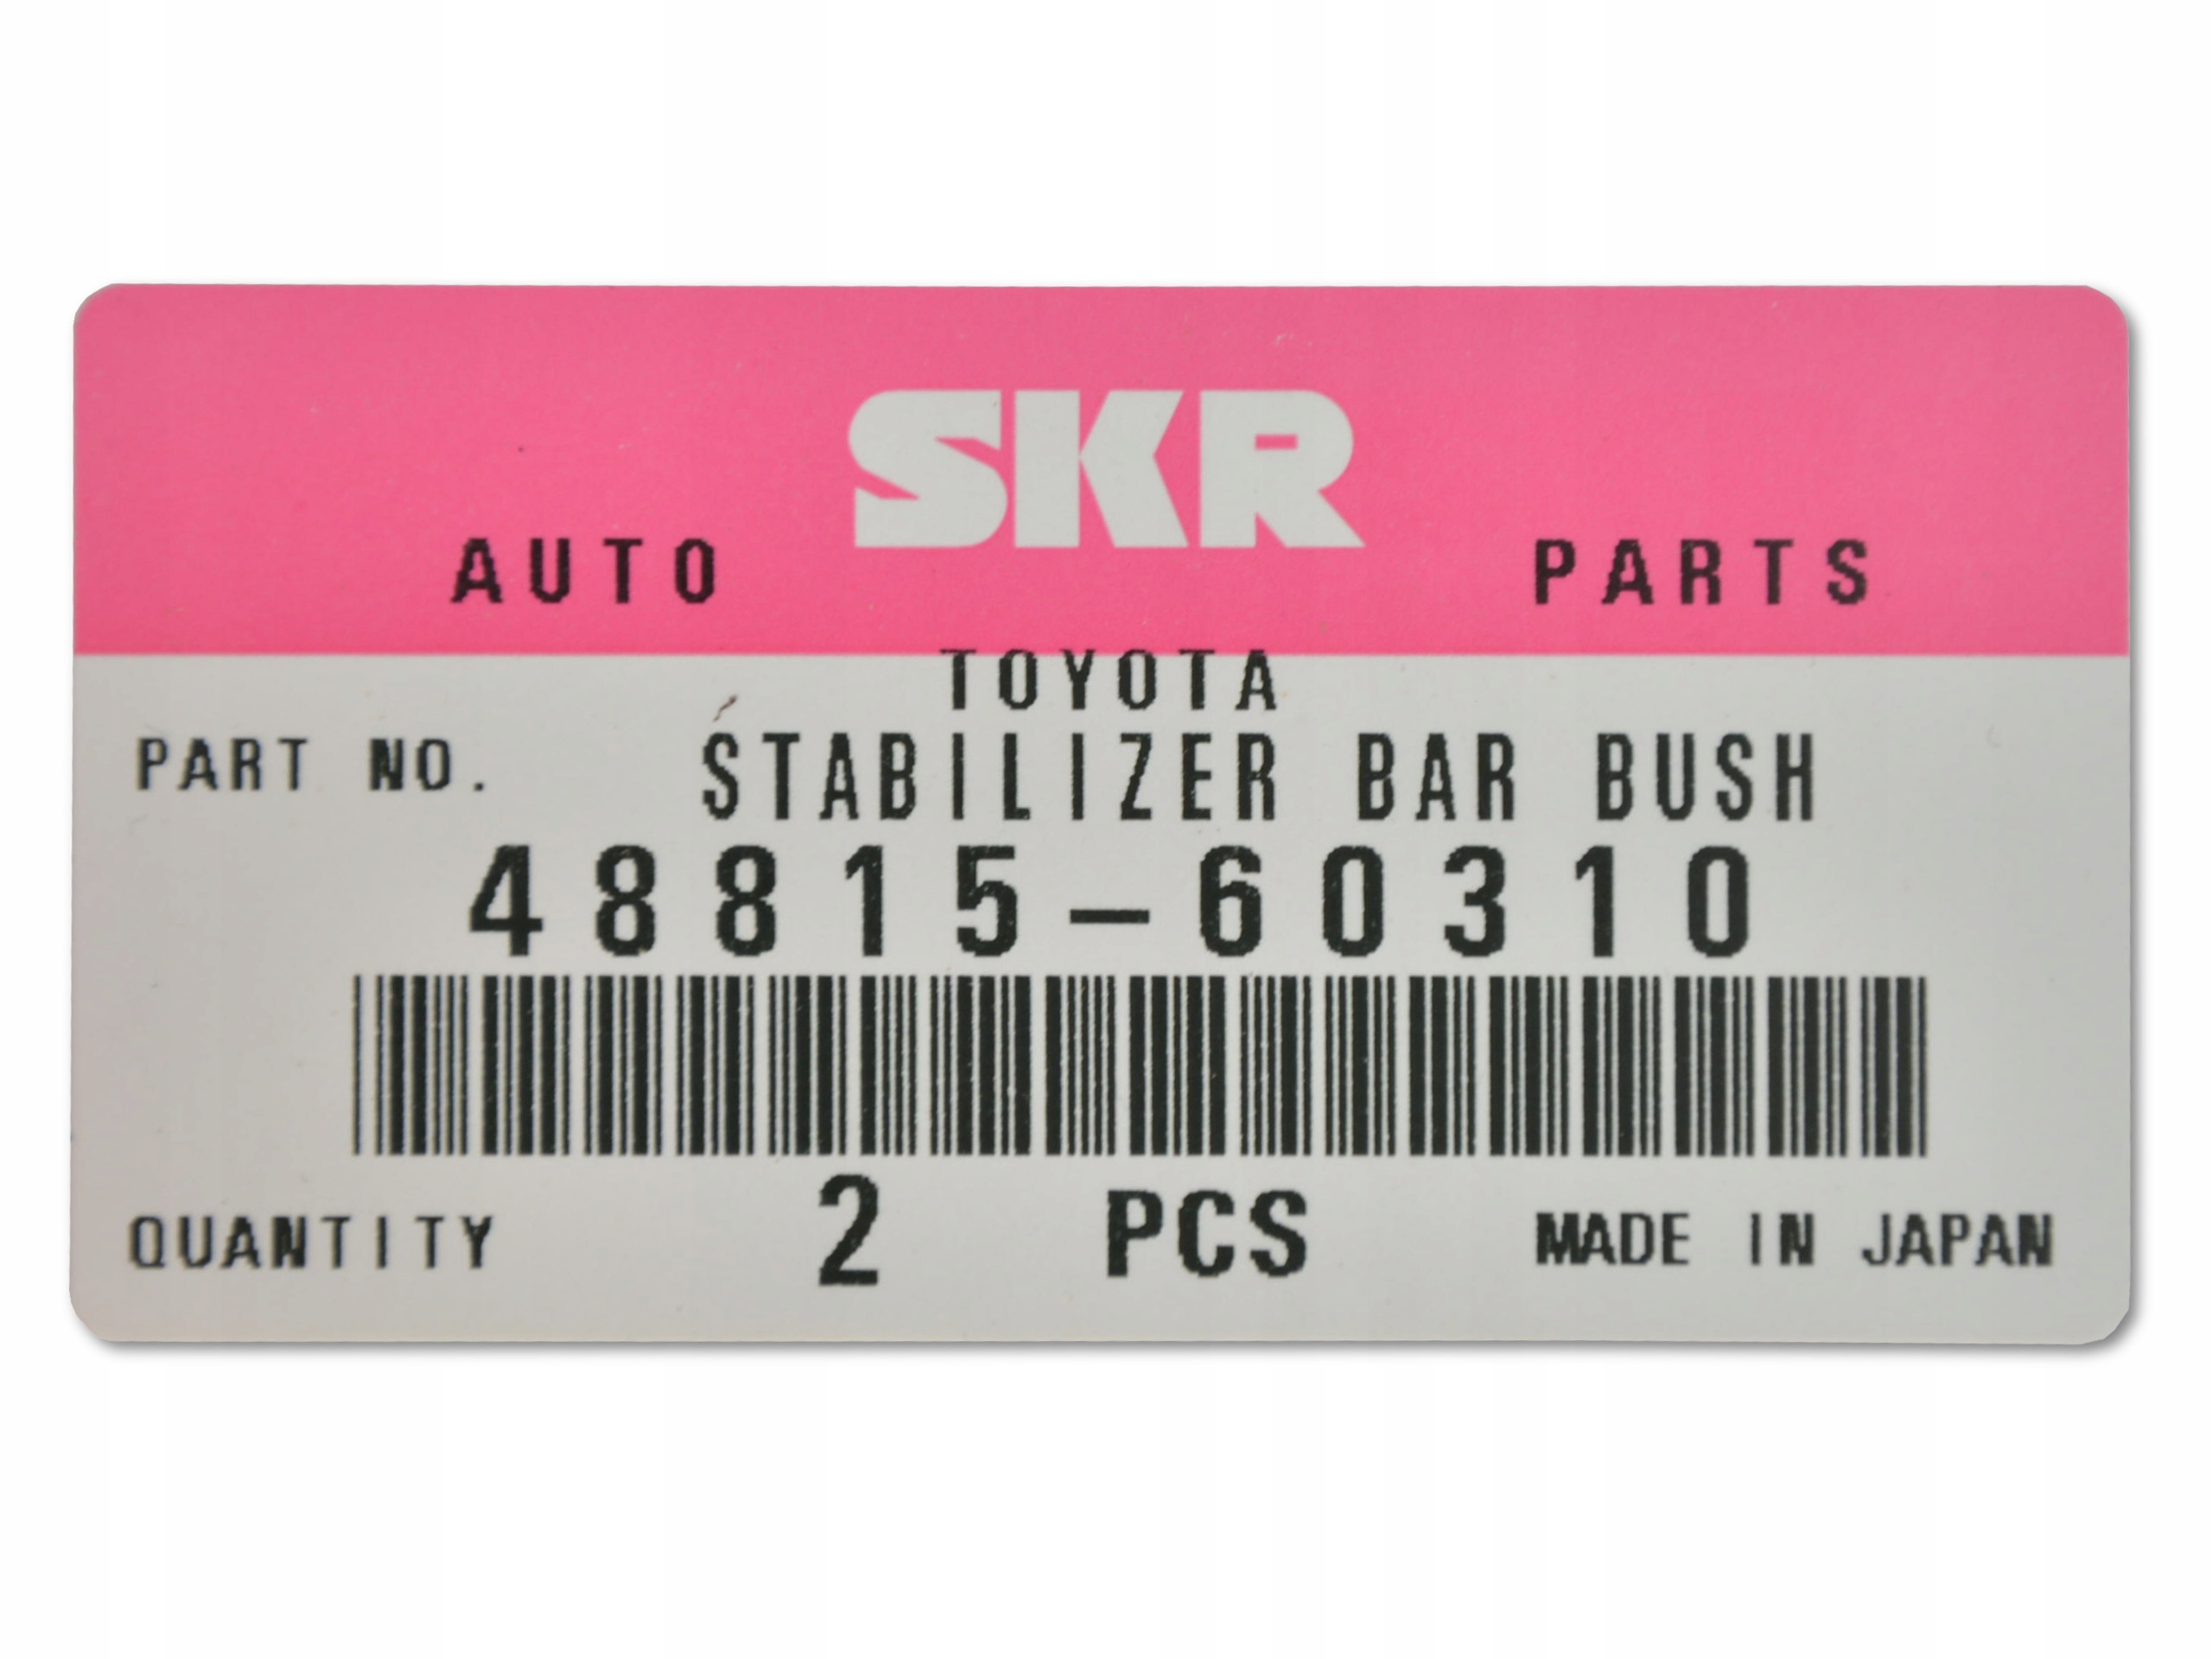 SKR
AUTO PARTS
TOYOTA
PART NO. STABILIZER BAR BUSH
48815-60310
QUANTITY 2 PCS MADE IN JAPAN